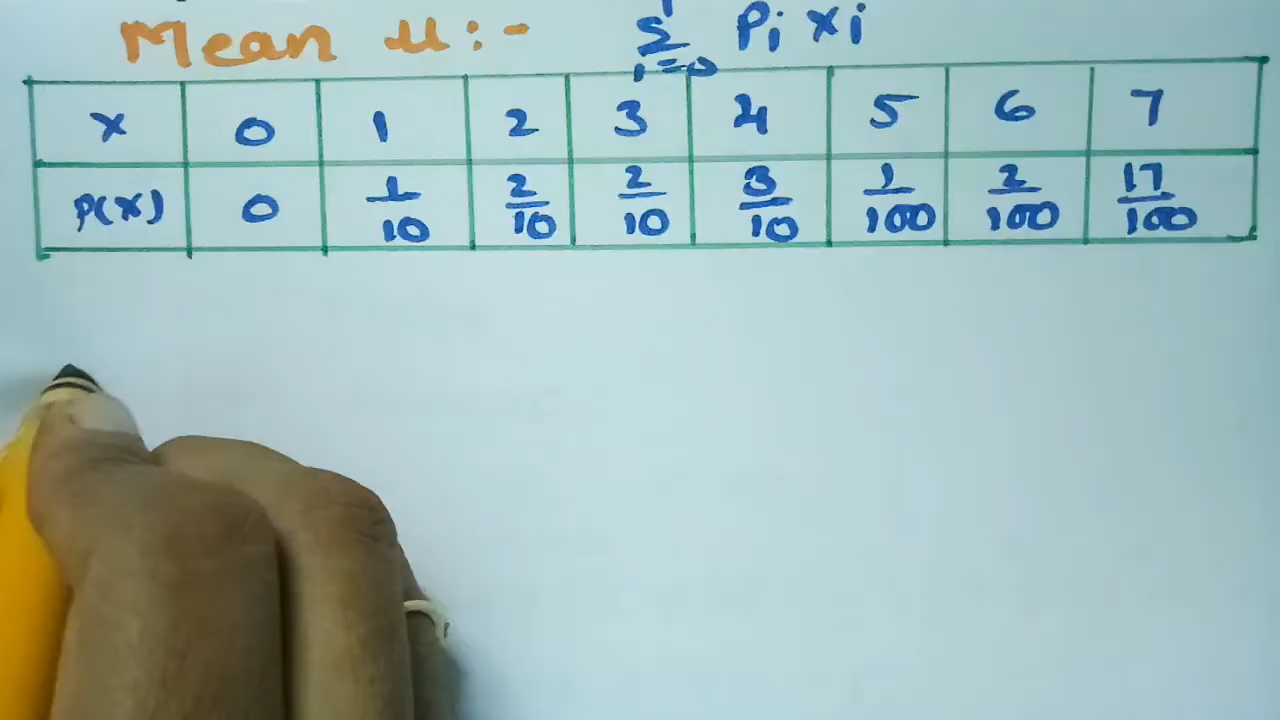 Mean μ:- Σ i=0 Pi xi
x 0 1 2 3 4 5 6 7
P(x) 0 1/10 2/10 2/10 3/10 1/100 2/100 17/100